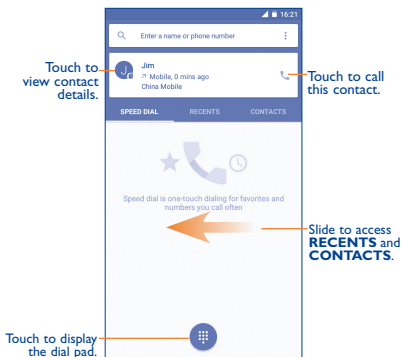 16:21
Enter a name or phone number
Touch to
view contact
details.
J
Jim
Mobile, 0 mins ago
China Mobile
Touch to call
this contact.
SPEED DIAL RECENTS CONTACTS
Speed dial is one-touch dialing for favorites and
numbers you call often
Slide to access
RECENTS and
CONTACTS.
Touch to display
the dial pad.